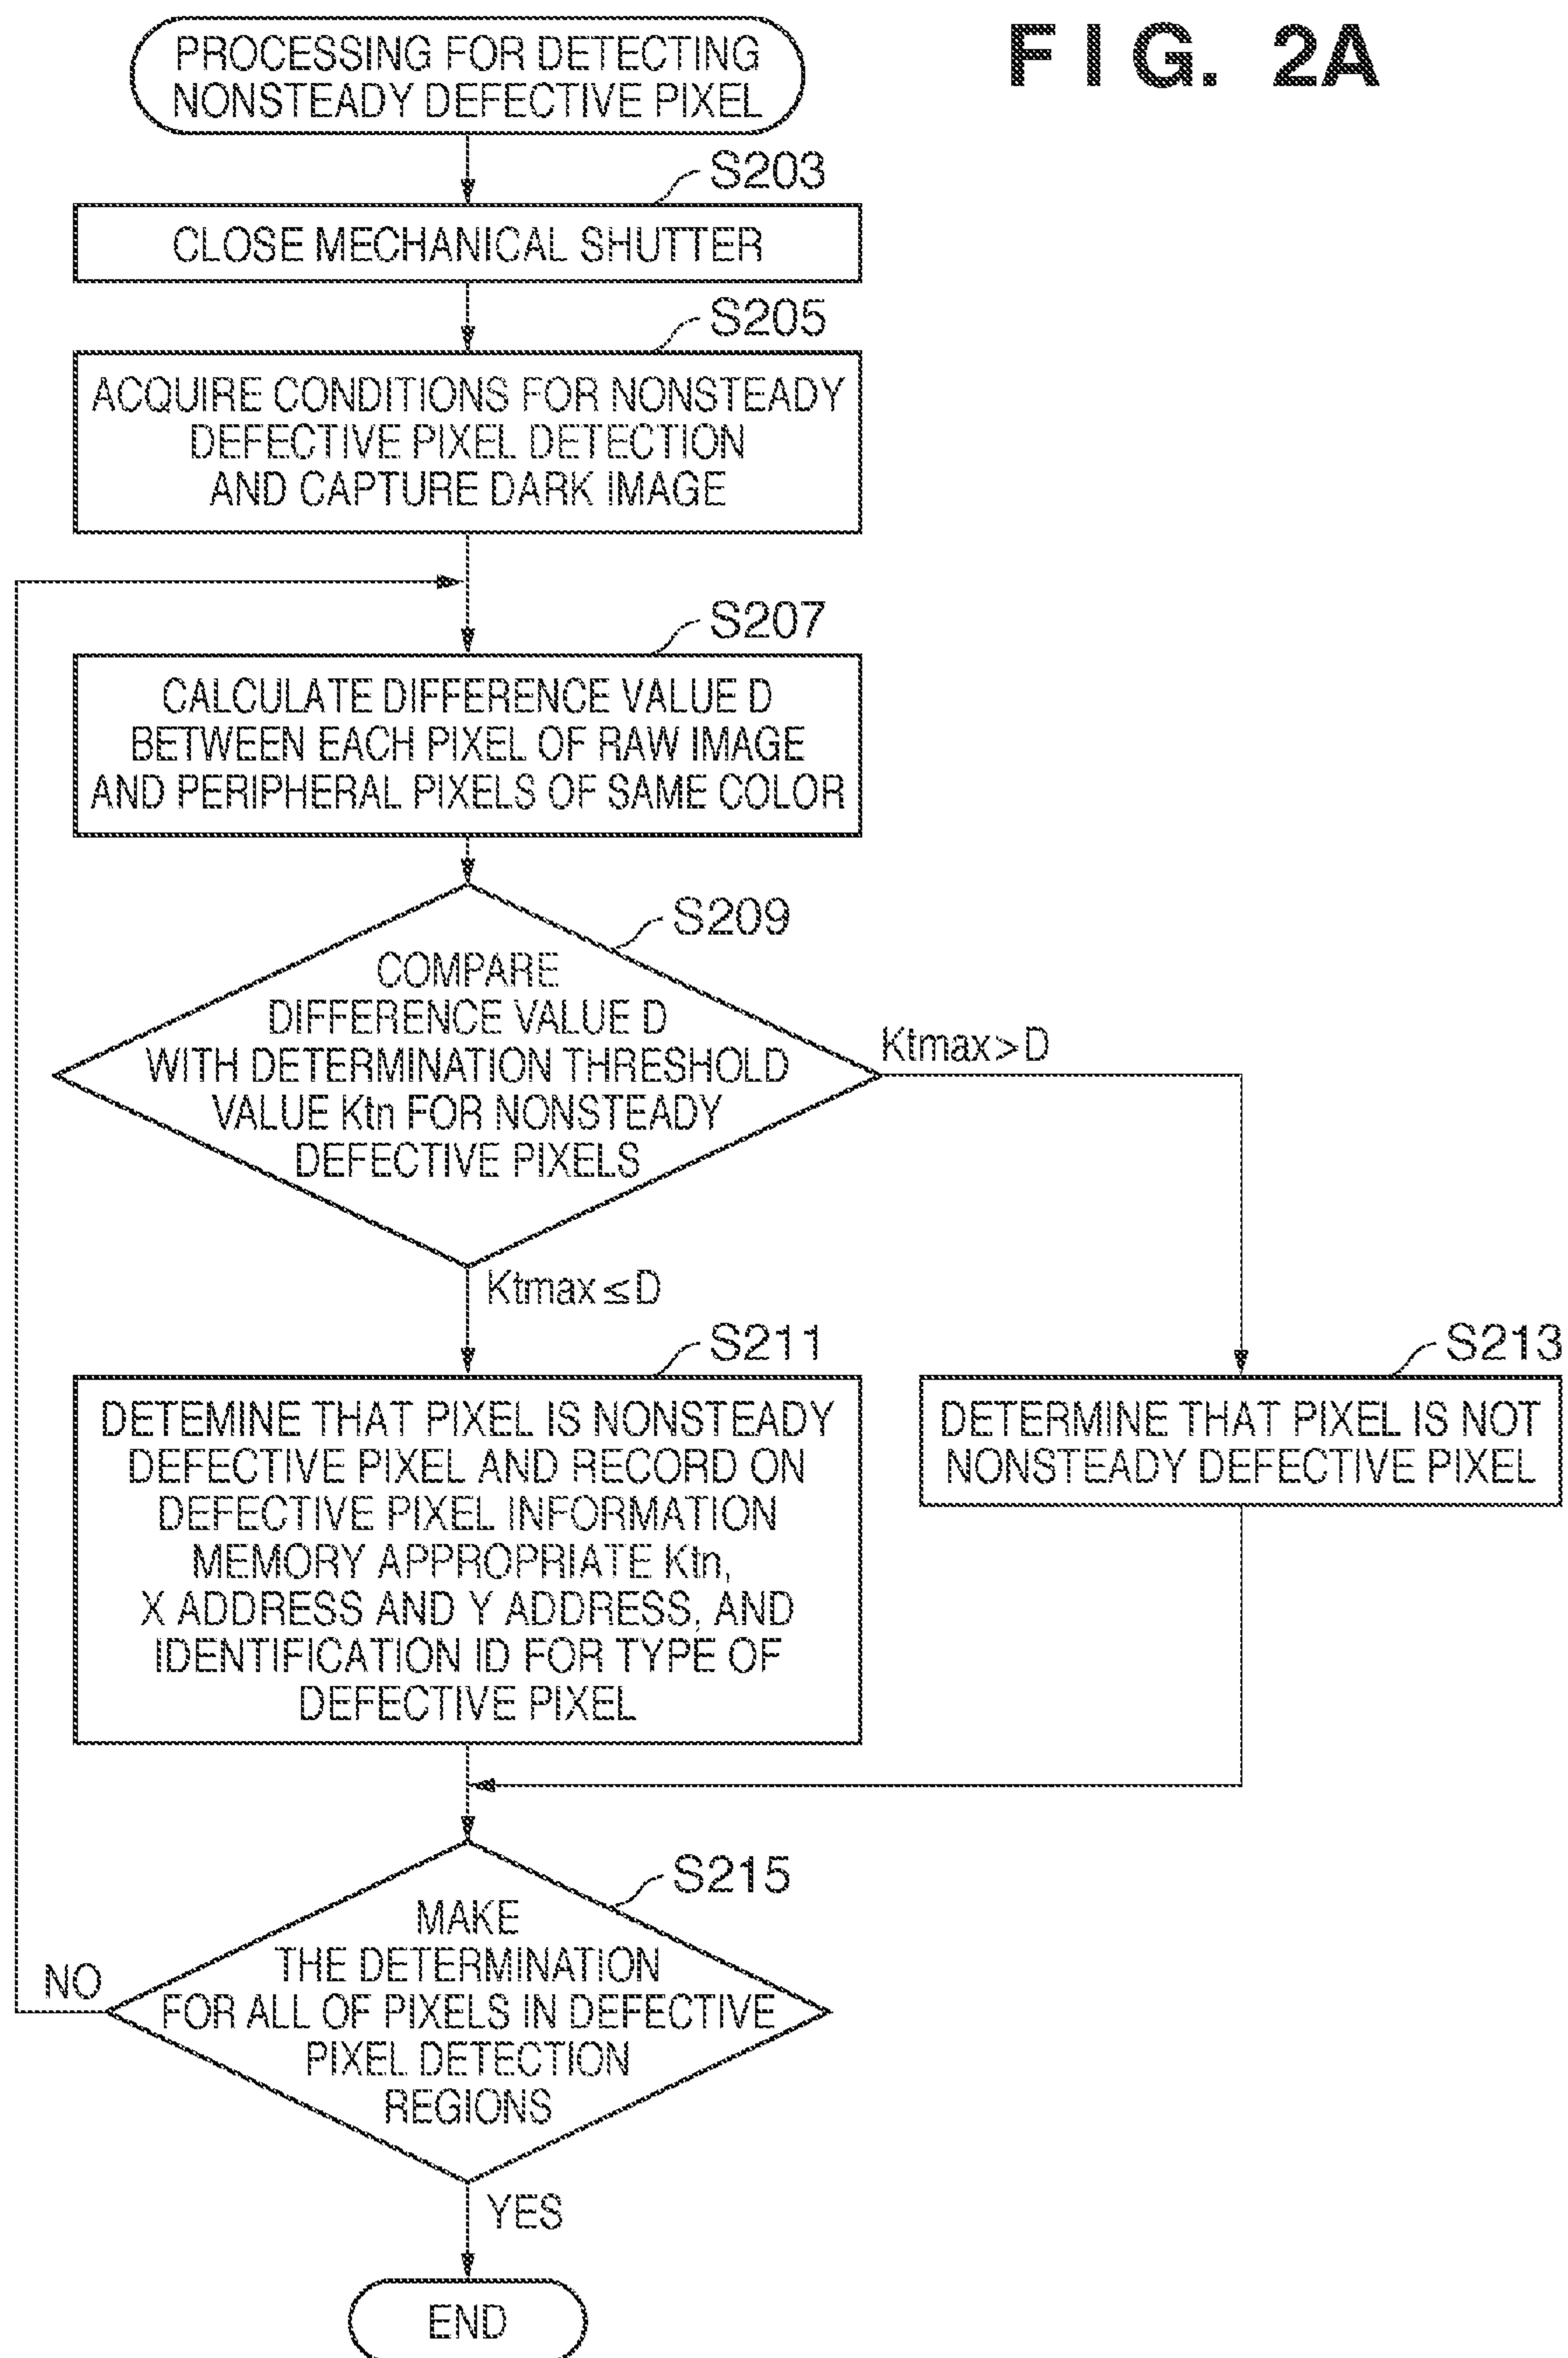 FIG. 2A
PROCESSING FOR DETECTING
NONSTEADY DEFECTIVE PIXEL
S203
CLOSE MECHANICAL SHUTTER
S205
ACQUIRE CONDITIONS FOR NONSTEADY
DEFECTIVE PIXEL DETECTION
AND CAPTURE DARK IMAGE
S207
CALCULATE DIFFERENCE VALUE D
BETWEEN EACH PIXEL OF RAW IMAGE
AND PERIPHERAL PIXELS OF SAME COLOR
S209
COMPARE
DIFFERENCE VALUE D
WITH DETERMINATION THRESHOLD
VALUE Ktn FOR NONSTEADY
DEFECTIVE PIXELS
Ktmax>D
Ktmax≤D
S211
DETEMINE THAT PIXEL IS NONSTEADY
DEFECTIVE PIXEL AND RECORD ON
DEFECTIVE PIXEL INFORMATION
MEMORY APPROPRIATE Ktn,
X ADDRESS AND Y ADDRESS, AND
IDENTIFICATION ID FOR TYPE OF
DEFECTIVE PIXEL
S213
DETERMINE THAT PIXEL IS NOT
NONSTEADY DEFECTIVE PIXEL
S215
MAKE
THE DETERMINATION
FOR ALL OF PIXELS IN DEFECTIVE
PIXEL DETECTION
REGIONS
NO
YES
END